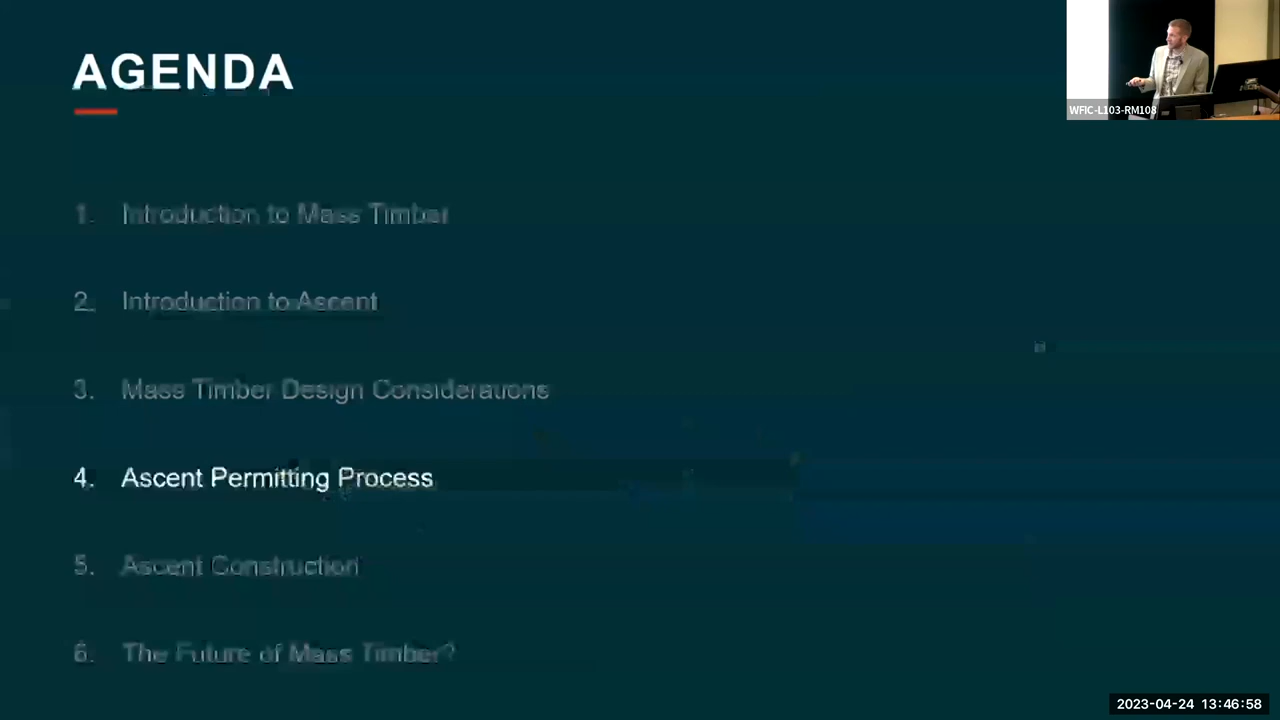 AGENDA
WFIC-L103-RM108
1. Introduction to Mass Timber
2. Introduction to Ascent
3. Mass Timber Design Considerations
4. Ascent Permitting Process
5. Ascent Construction
6. The Future of Mass Timber?
2023-04-24 13:46:58